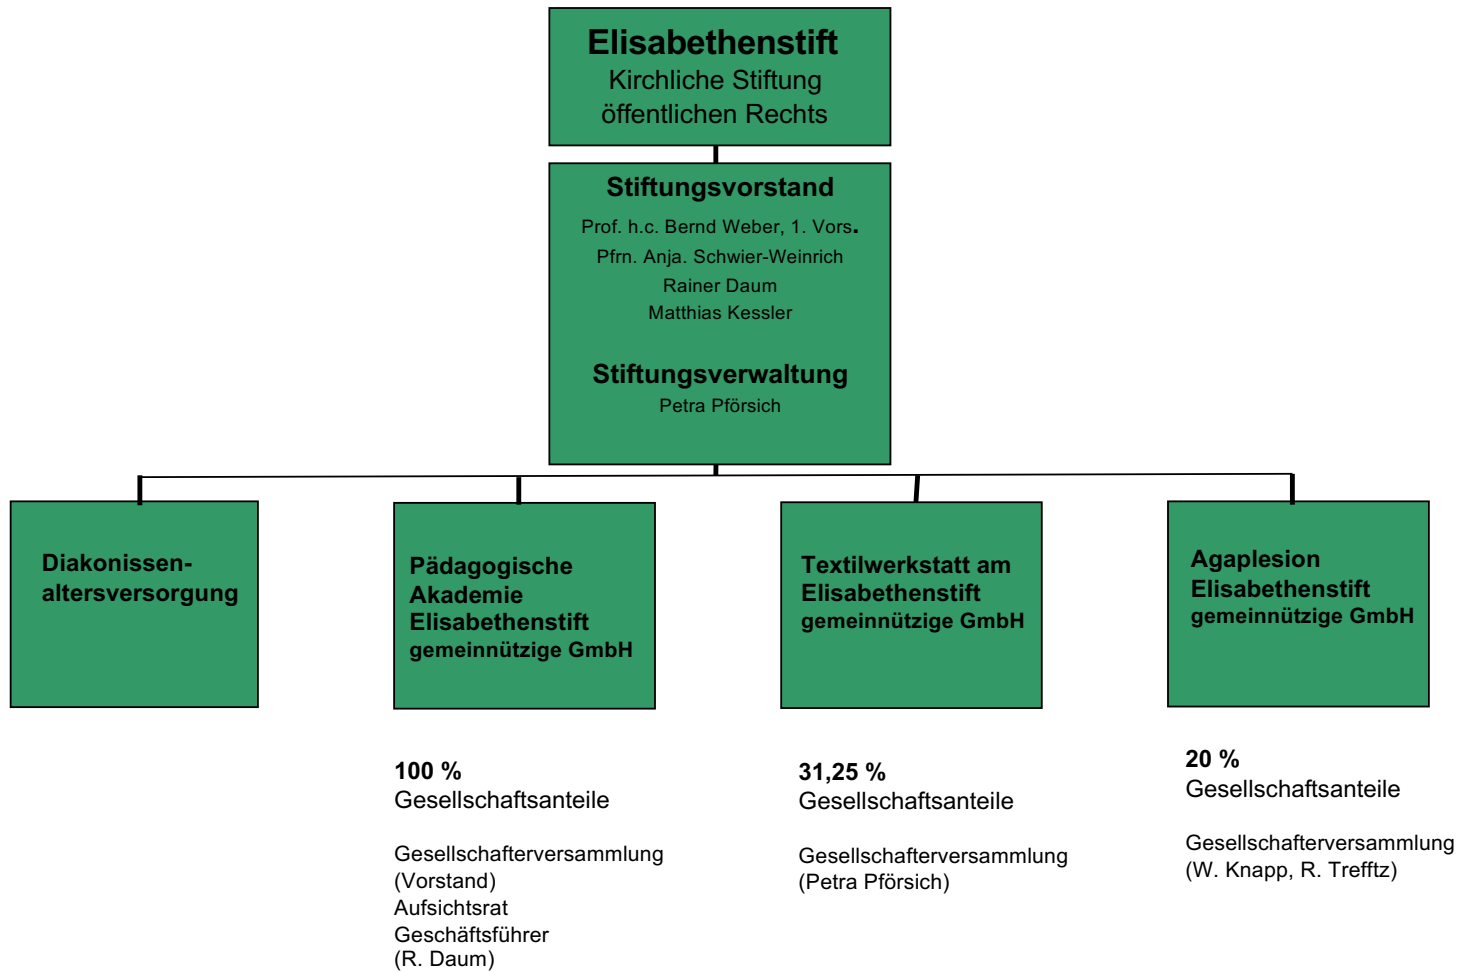 Elisabethenstift
Kirchliche Stiftung
öffentlichen Rechts
Stiftungsvorstand
Prof. h.c. Bernd Weber, 1. Vors.
Pfrn. Anja. Schwier-Weinrich
Rainer Daum
Matthias Kessler
Stiftungsverwaltung
Petra Pförsich
Diakonissen-
altersversorgung
Pädagogische
Akademie
Elisabethenstift
gemeinnützige GmbH
100 %
Gesellschaftsanteile
Gesellschafterversammlung
(Vorstand)
Aufsichtsrat
Geschäftsführer
(R. Daum)
Textilwerkstatt am
Elisabethenstift
gemeinnützige GmbH
31,25 %
Gesellschaftsanteile
Gesellschafterversammlung
(Petra Pförsich)
Agaplesion
Elisabethenstift
gemeinnützige GmbH
20 %
Gesellschaftsanteile
Gesellschafterversammlung
(W. Knapp, R. Trefftz)